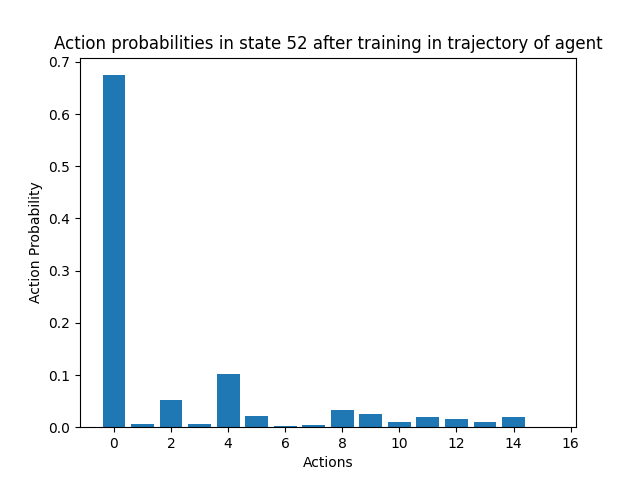 Action probabilities in state 52 after training in trajectory of agent
0.7
0.6
0.5
0.4
0.3
0.2
0.1
0.0
Action Probability
0 2 4 6 8 10 12 14 16
Actions